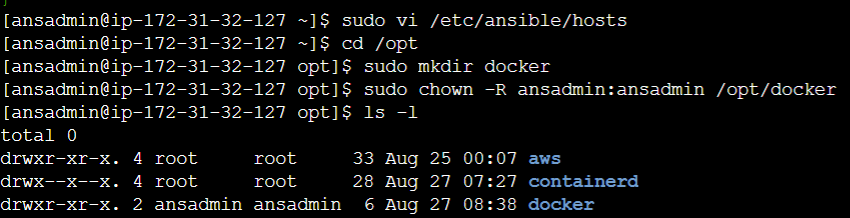 [ansadmin@ip-172-31-32-127 ~]$ sudo vi /etc/ansible/hosts
[ansadmin@ip-172-31-32-127 ~]$ cd /opt
[ansadmin@ip-172-31-32-127 opt]$ sudo mkdir docker
[ansadmin@ip-172-31-32-127 opt]$ sudo chown -R ansadmin:ansadmin /opt/docker
[ansadmin@ip-172-31-32-127 opt]$ ls -l
total 0
drwxr-xr-x. 4 root     root     33 Aug 25 00:07 aws
drwx--x--x. 4 root     root     28 Aug 27 07:27 containerd
drwxr-xr-x. 2 ansadmin ansadmin  6 Aug 27 08:38 docker